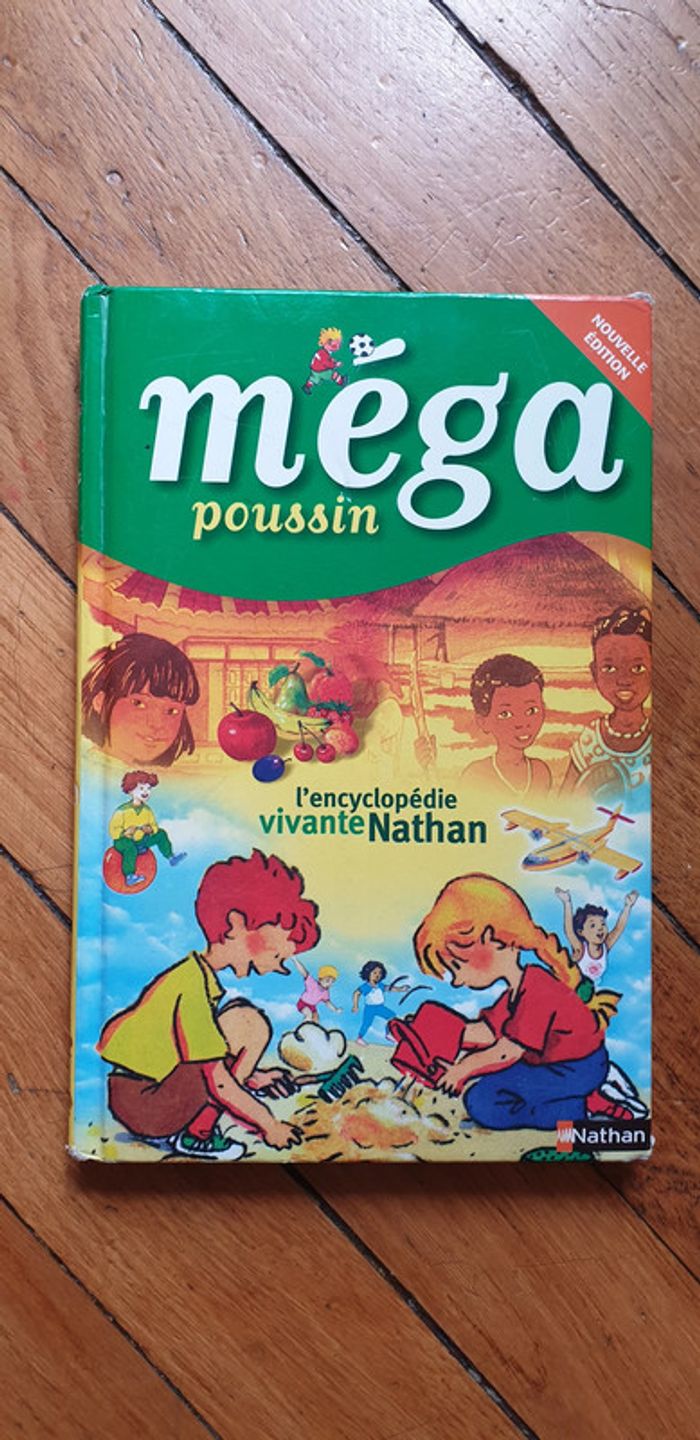 NOUVELLE
ÉDITION
méga
poussin
l'encyclopédie
vivante Nathan
Nathan